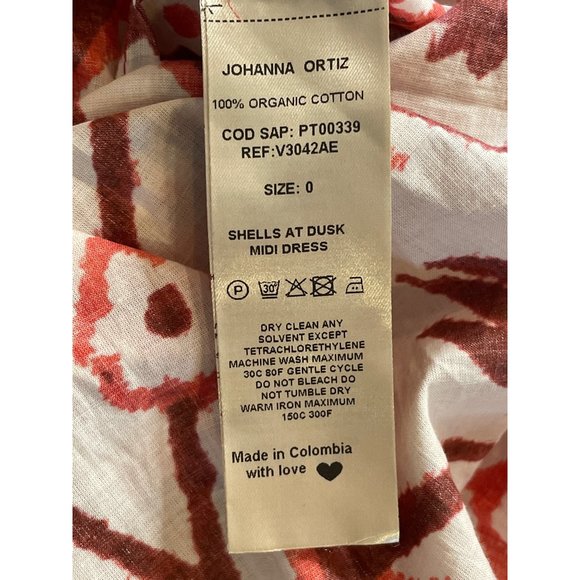 JOHANNA ORTIZ
100% ORGANIC COTTON
COD SAP: PT00339
REF:V3042AE
SIZE: 0
SHELLS AT DUSK
MIDI DRESS
P 30°
DRY CLEAN ANY
SOLVENT EXCEPT
TETRACHLORETHYLENE
MACHINE WASH MAXIMUM
30C 80F GENTLE CYCLE
DO NOT BLEACH DO
NOT TUMBLE DRY
WARM IRON MAXIMUM
150C 300F
Made in Colombia
with love